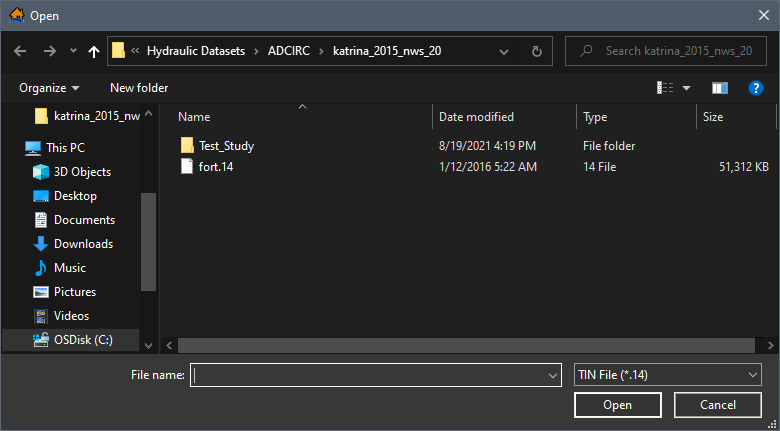 Open
« Hydraulic Datasets > ADCIRC > katrina_2015_nws_20
Search katrina_2015_nws_20
Organize New folder
katrina_2015_nw
This PC
3D Objects
Desktop
Documents
Downloads
Music
Pictures
Videos
OSDisk (C:)
Name Date modified Type Size
Test_Study 8/19/2021 4:19 PM File folder
fort.14 1/12/2016 5:22 AM 14 File 51,312 KB
File name:
TIN File (*.14)
Open Cancel